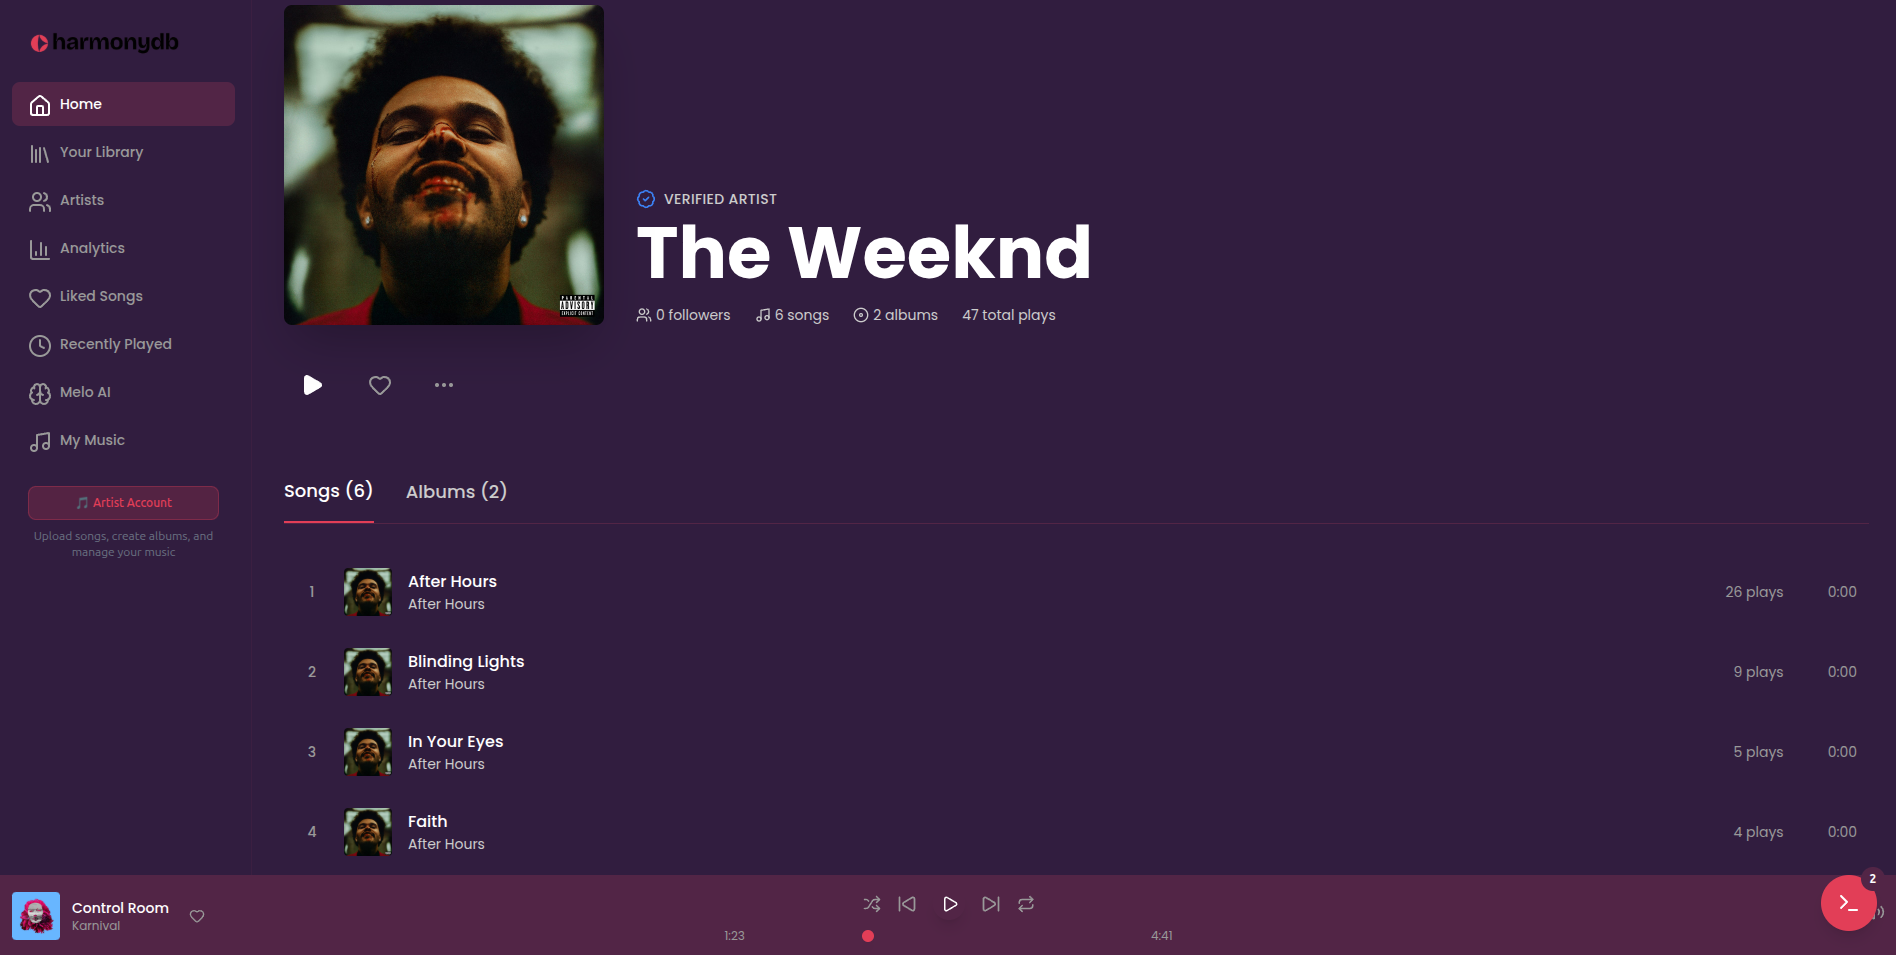 harmonydb
Home
Your Library
Artists
Analytics
Liked Songs
Recently Played
Melo AI
My Music
🎵 Artist Account
Upload songs, create albums, and
manage your music
PARENTAL
ADVISORY
EXPLICIT CONTENT
VERIFIED ARTIST
The Weeknd
0 followers
6 songs
2 albums
47 total plays
Songs (6)
Albums (2)
1
After Hours
After Hours
26 plays
0:00
2
Blinding Lights
After Hours
9 plays
0:00
3
In Your Eyes
After Hours
5 plays
0:00
4
Faith
After Hours
4 plays
0:00
Control Room
Karnival
1:23
4:41
2